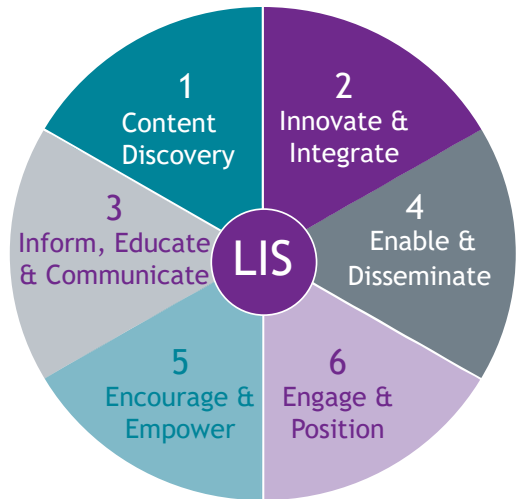 1
Content
Discovery
2
Innovate &
Integrate
3
Inform, Educate
& Communicate
LIS
4
Enable &
Disseminate
5
Encourage &
Empower
6
Engage &
Position